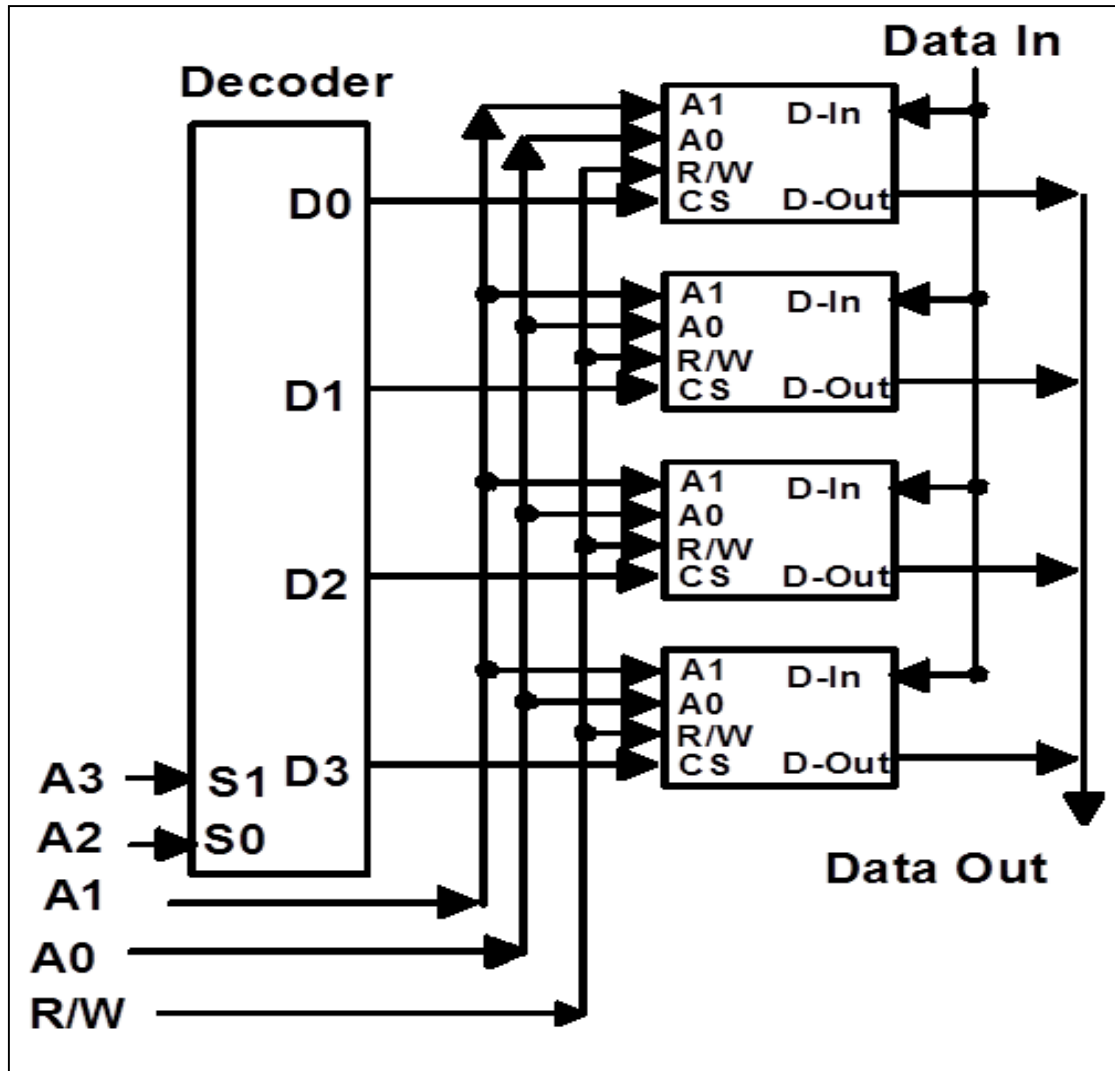 Data In
Decoder
A1
D-In
A0
R/W
CS
D-Out
D0
A1
D-In
A0
R/W
CS
D-Out
D1
A1
D-In
A0
R/W
CS
D-Out
D2
A1
D-In
A0
R/W
CS
D-Out
D3
A3
S1
A2
S0
A1
A0
R/W
Data Out